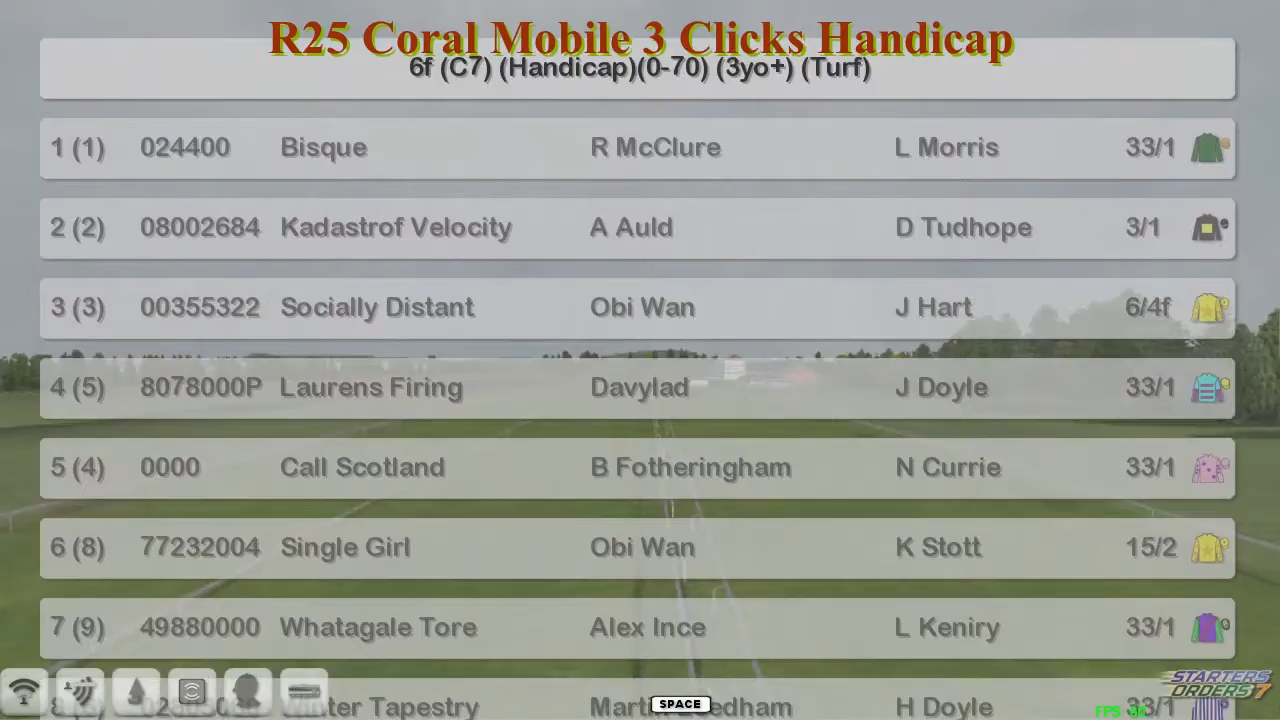 R25 Coral Mobile 3 Clicks Handicap
6f (C7) (Handicap)(0-70) (3yo+) (Turf)
1 (1) 024400 Bisque R McClure L Morris 33/1
2 (2) 08002684 Kadastrof Velocity A Auld D Tudhope 3/1
3 (3) 00355322 Socially Distant Obi Wan J Hart 6/4f
4 (5) 8078000P Laurens Firing Davylad J Doyle 33/1
5 (4) 0000 Call Scotland B Fotheringham N Currie 33/1
6 (8) 77232004 Single Girl Obi Wan K Stott 15/2
7 (9) 49880000 Whatagale Tore Alex Ince L Keniry 33/1
Tapestry H Doyle 33/1
SPACE
STARTERS ORDERS 7
FPS